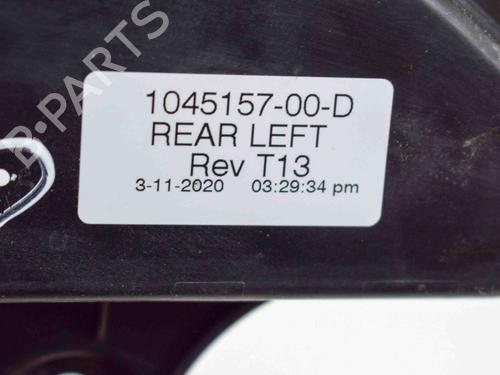 1045157-00-D
REAR LEFT
Rev T13
3-11-2020 03:29:34 pm
B-PARTS